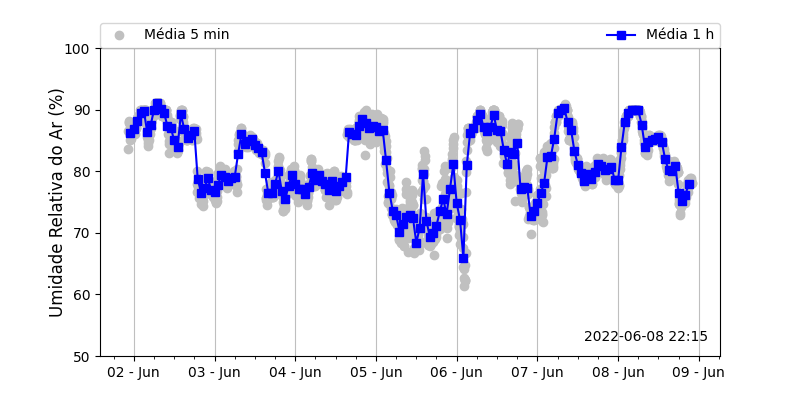 Média 5 min Média 1 h
Umidade Relativa do Ar (%)
100
90
80
70
60
50
2022-06-08 22:15
02 - Jun 03 - Jun 04 - Jun 05 - Jun 06 - Jun 07 - Jun 08 - Jun 09 - Jun